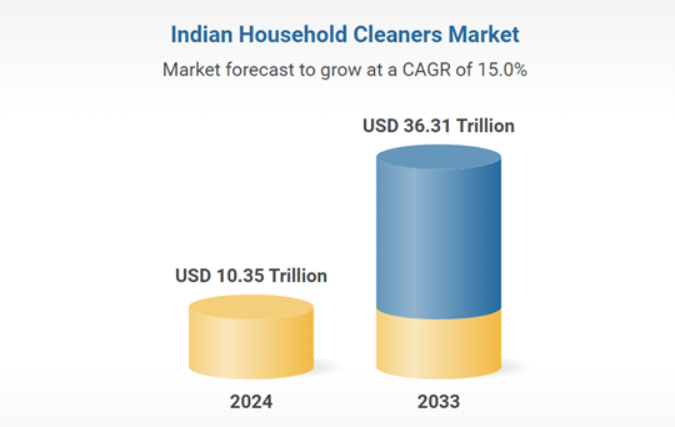 Indian Household Cleaners Market
Market forecast to grow at a CAGR of 15.0%
USD 36.31 Trillion
USD 10.35 Trillion
2024
2033